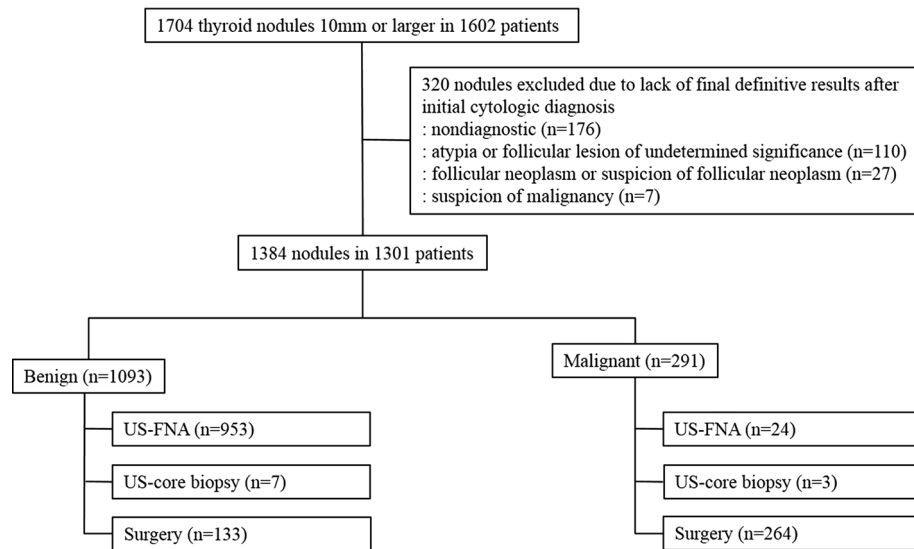 1704 thyroid nodules 10mm or larger in 1602 patients
320 nodules excluded due to lack of final definitive results after
initial cytologic diagnosis
: nondiagnostic (n=176)
: atypia or follicular lesion of undetermined significance (n=110)
: follicular neoplasm or suspicion of follicular neoplasm (n=27)
: suspicion of malignancy (n=7)
1384 nodules in 1301 patients
Benign (n=1093)
US-FNA (n=953)
US-core biopsy (n=7)
Surgery (n=133)
Malignant (n=291)
US-FNA (n=24)
US-core biopsy (n=3)
Surgery (n=264)